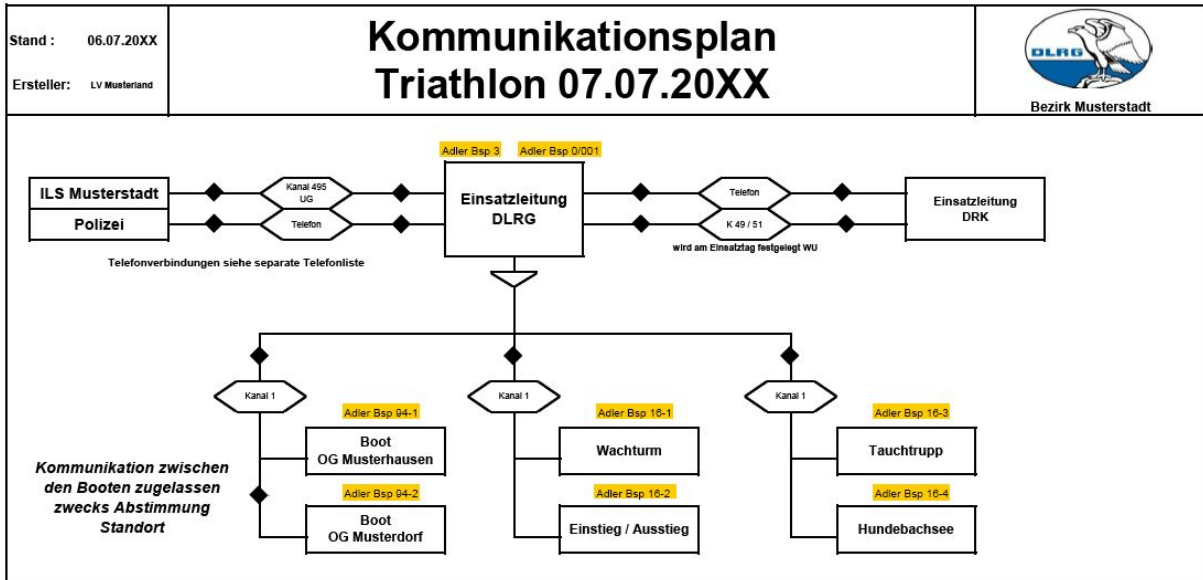 Stand : 06.07.20XX
Ersteller: LV Musterland
Kommunikationsplan
Triathlon 07.07.20XX
DLRG
Bezirk Musterstadt
Adler Bsp 3 Adler Bsp 0/001
ILS Musterstadt
Polizei
Kanal 495
UG
Telefon
Einsatzleitung
DLRG
Telefon
K 49 / 51
wird am Einsatztag festgelegt WU
Einsatzleitung
DRK
Telefonverbindungen siehe separate Telefonliste
Kanal 1
Kanal 1
Kanal 1
Adler Bsp 94-1
Boot
OG Musterhausen
Adler Bsp 94-2
Boot
OG Musterdorf
Adler Bsp 16-1
Wachturm
Adler Bsp 16-2
Einstieg / Ausstieg
Adler Bsp 16-3
Tauchtrupp
Adler Bsp 16-4
Hundebachsee
Kommunikation zwischen
den Booten zugelassen
zwecks Abstimmung
Standort